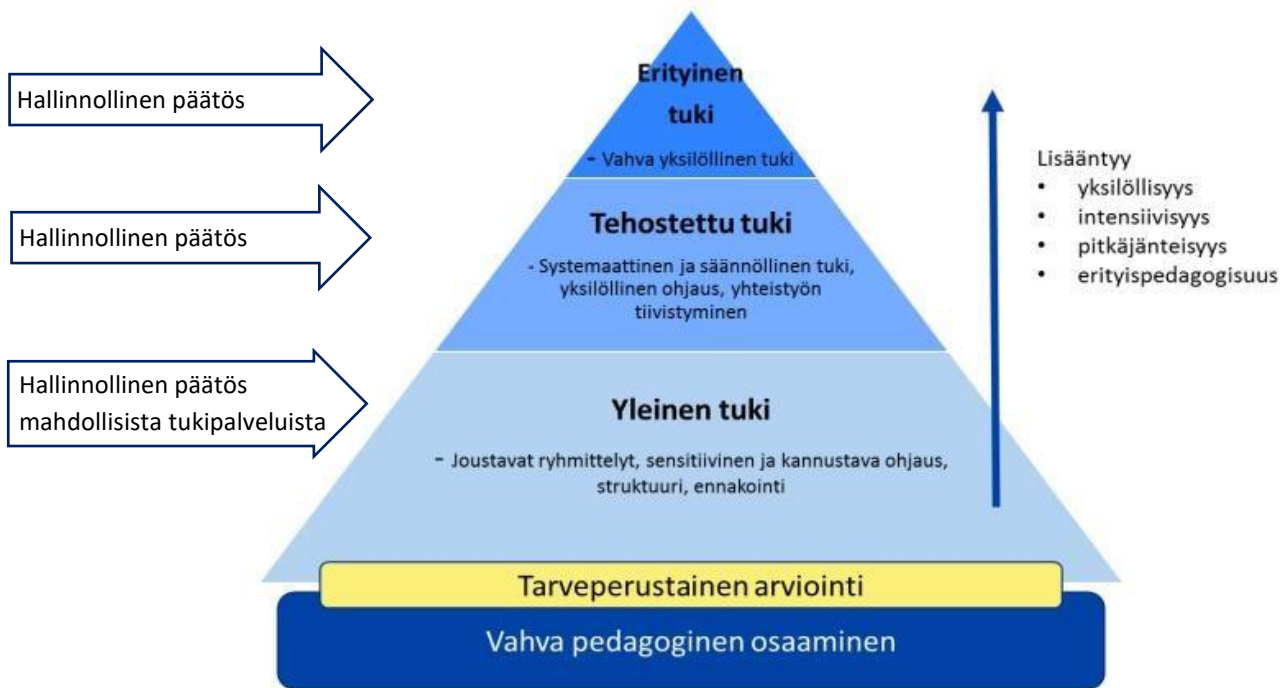 Hallinnollinen päätös
Erityinen
tuki
- Vahva yksilöllinen tuki
Hallinnollinen päätös
Tehostettu tuki
- Systemaattinen ja säännöllinen tuki,
yksilöllinen ohjaus, yhteistyön
tiivistyminen
Hallinnollinen päätös
mahdollisista tukipalveluista
Yleinen tuki
- Joustavat ryhmittelyt, sensitiivinen ja kannustava ohjaus,
struktuuri, ennakointi
Lisääntyy
• yksilöllisyys
• intensiivisyys
• pitkäjänteisyys
• erityispedagogisuus
Tarveperustainen arviointi
Vahva pedagoginen osaaminen